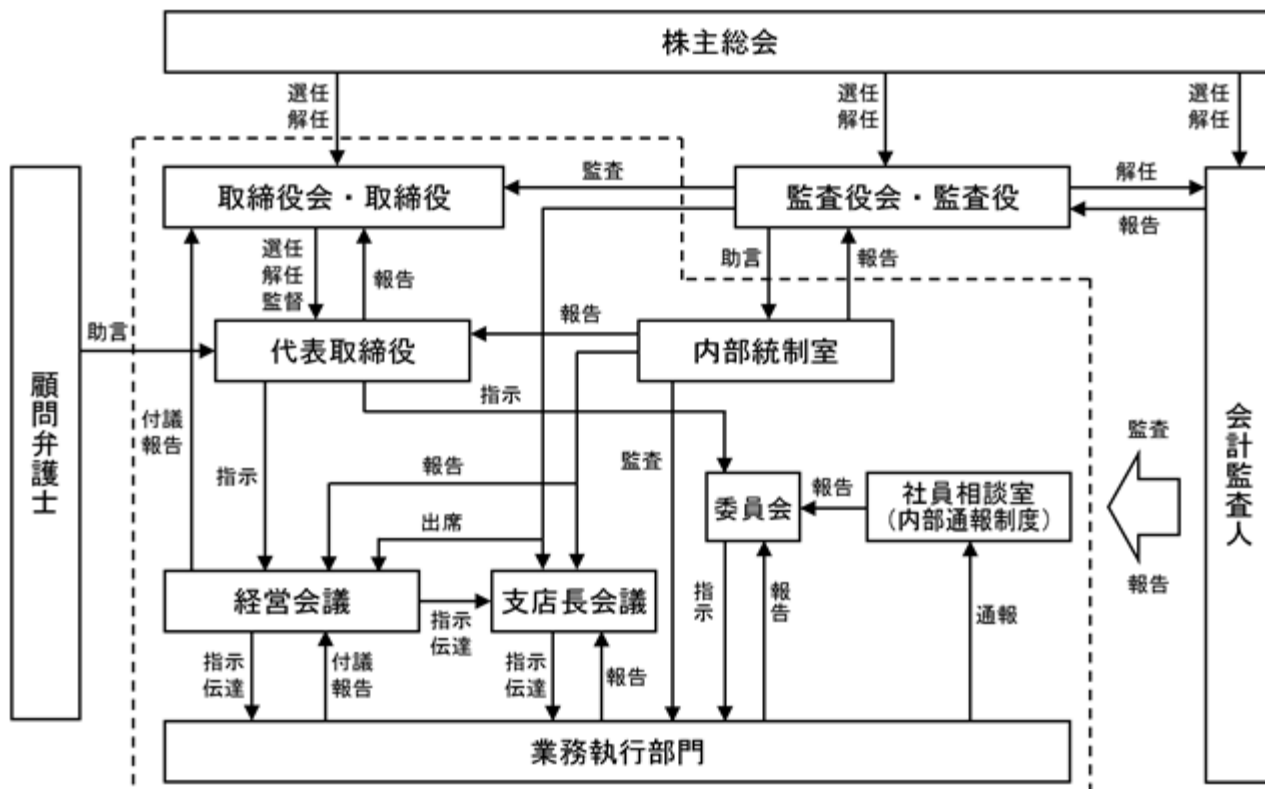 株主総会
選任
解任
選任
解任
選任
解任
取締役会・取締役
監査
監査役会・監査役
解任
報告
選任
解任
監督
報告
助言
報告
助言
代表取締役
報告
内部統制室
顧問弁護士
会計監査人
付議
報告
指示
指示
報告
監査
出席
委員会
報告
社員相談室
(内部通報制度)
監査
報告
経営会議
指示
伝達
支店長会議
指示
報告
通報
指示
伝達
付議
報告
指示
伝達
報告
業務執行部門